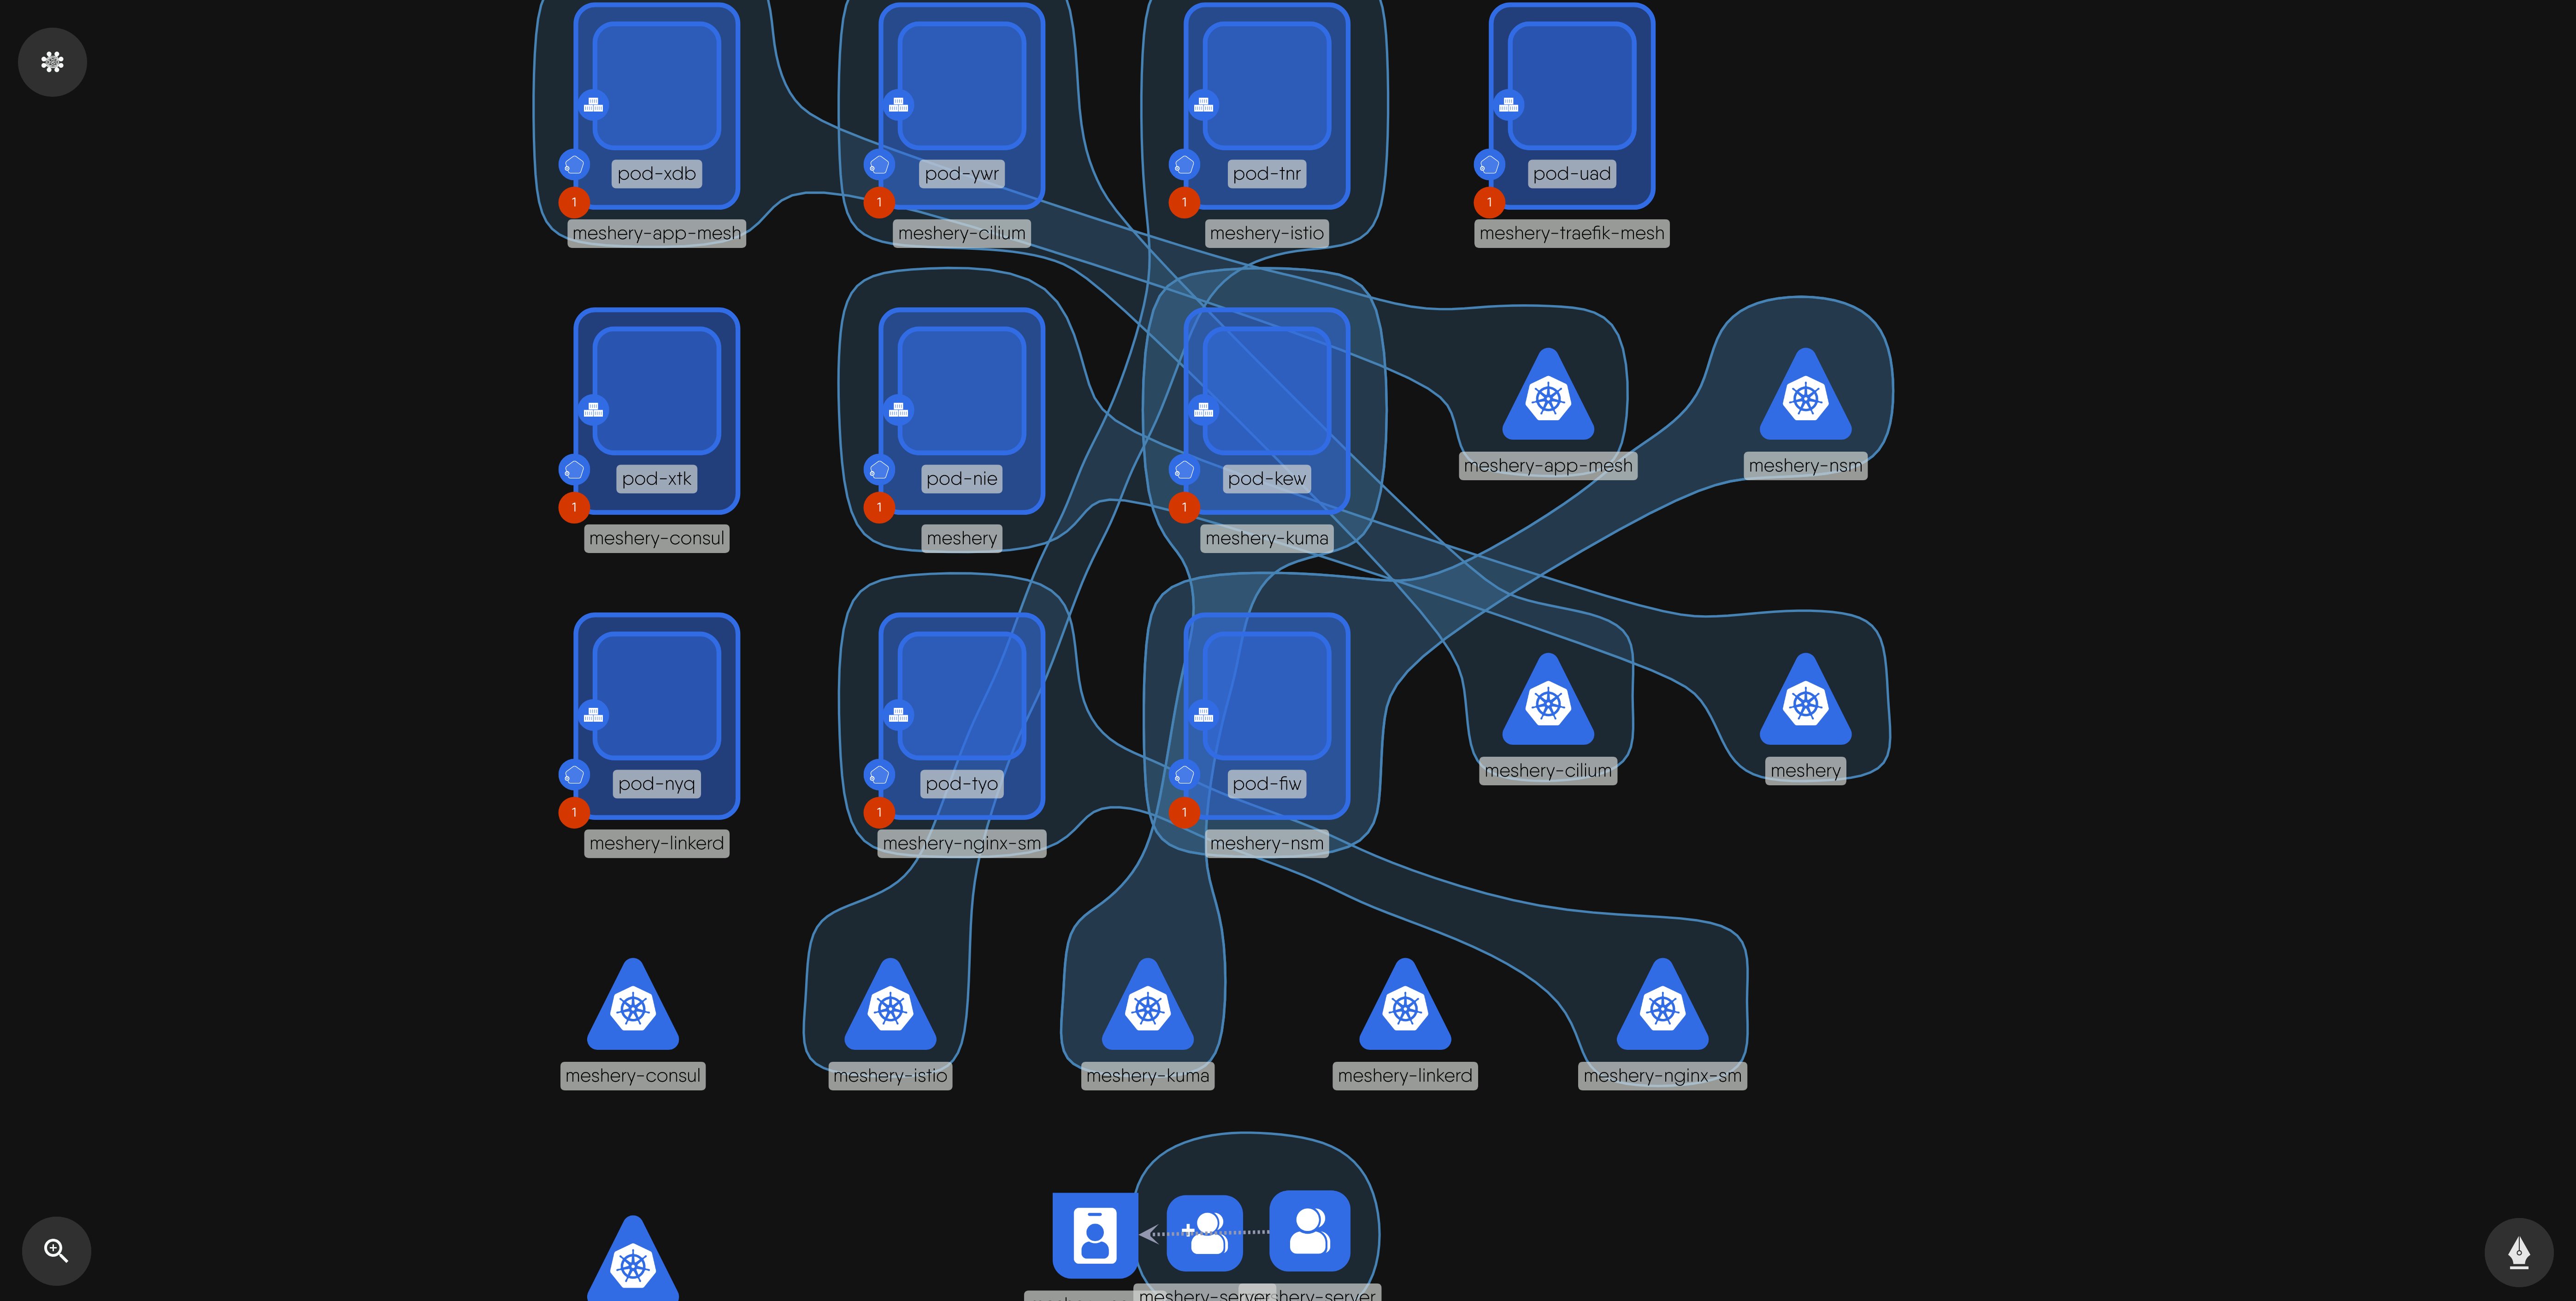 pod-xdb
pod-ywr
pod-tnr
pod-uad
1
1
1
1
meshery-app-mesh
meshery-cilium
meshery-istio
meshery-traefik-mesh
meshery-app-mesh
meshery-nsm
pod-xtk
pod-nie
pod-kew
1
1
1
meshery-consul
meshery
meshery-kuma
meshery-cilium
meshery
pod-nyq
pod-tyo
pod-fiw
1
1
1
meshery-linkerd
meshery-nginx-sm
meshery-nsm
meshery-consul
meshery-istio
meshery-kuma
meshery-linkerd
meshery-nginx-sm
meshery-server
hery-server